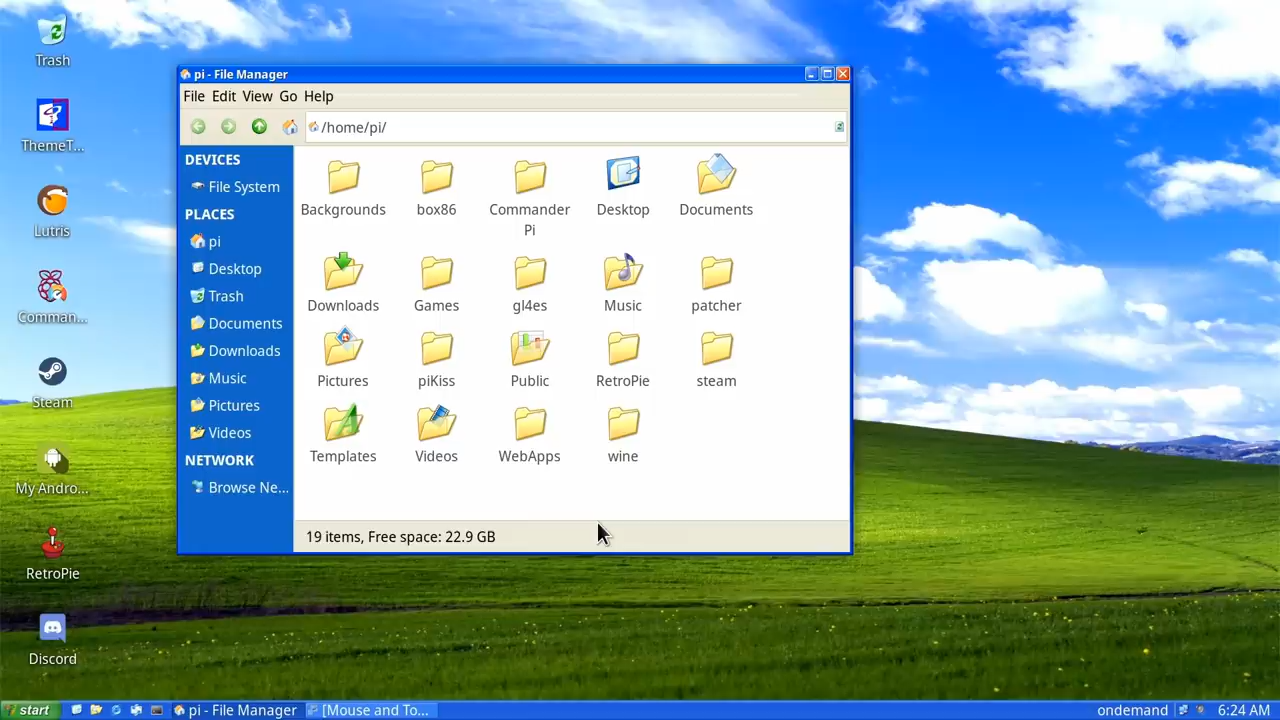 Trash
ThemeT...
Lutris
Comman...
Steam
My Andro...
RetroPie
Discord
pi - File Manager
File Edit View Go Help
/home/pi/
DEVICES
File System
PLACES
pi
Desktop
Trash
Documents
Downloads
Music
Pictures
Videos
NETWORK
Browse Ne...
Backgrounds box86 Commander Desktop Documents
Pi
Downloads Games gl4es Music patcher
Pictures piKiss Public RetroPie steam
Templates Videos WebApps wine
19 items, Free space: 22.9 GB
start pi - File Manager [Mouse and To... ondemand 6:24 AM